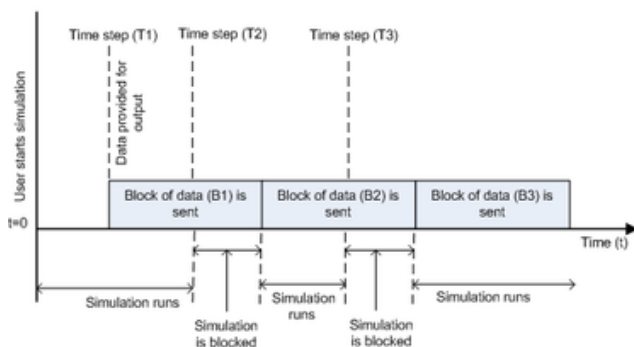 Time step (T1)
Time step (T2)
Time step (T3)
User starts simulation
Data provided for
output
Block of data (B1) is
sent
Block of data (B2) is
sent
Block of data (B3) is
sent
t=0
Time (t)
Simulation runs
Simulation
is blocked
Simulation
runs
Simulation
is blocked
Simulation runs